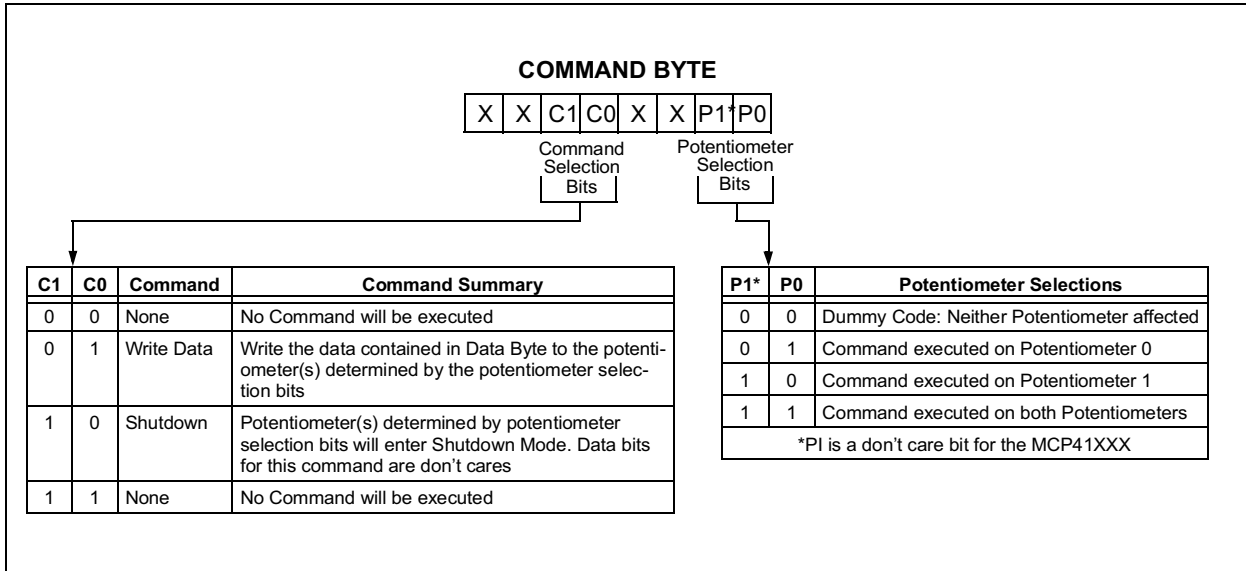 COMMAND BYTE
X X C1 C0 X X P1* P0
Command
Selection
Bits
Potentiometer
Selection
Bits
C1 C0 Command Command Summary
0 0 None No Command will be executed
0 1 Write Data Write the data contained in Data Byte to the potenti-
ometer(s) determined by the potentiometer selec-
tion bits
1 0 Shutdown Potentiometer(s) determined by potentiometer
selection bits will enter Shutdown Mode. Data bits
for this command are don't cares
1 1 None No Command will be executed
P1* P0 Potentiometer Selections
0 0 Dummy Code: Neither Potentiometer affected
0 1 Command executed on Potentiometer 0
1 0 Command executed on Potentiometer 1
1 1 Command executed on both Potentiometers
*PI is a don't care bit for the MCP41XXX